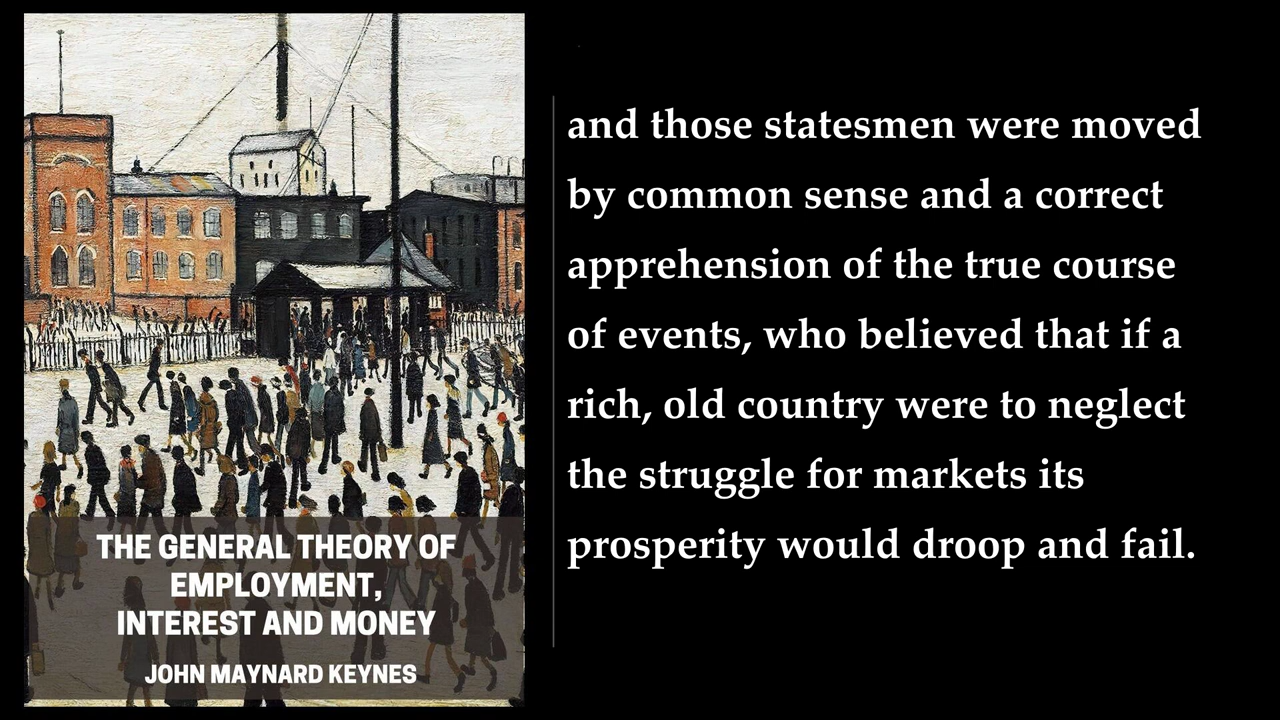 THE GENERAL THEORY OF
EMPLOYMENT,
INTEREST AND MONEY
JOHN MAYNARD KEYNES
and those statesmen were moved
by common sense and a correct
apprehension of the true course
of events, who believed that if a
rich, old country were to neglect
the struggle for markets its
prosperity would droop and fail.